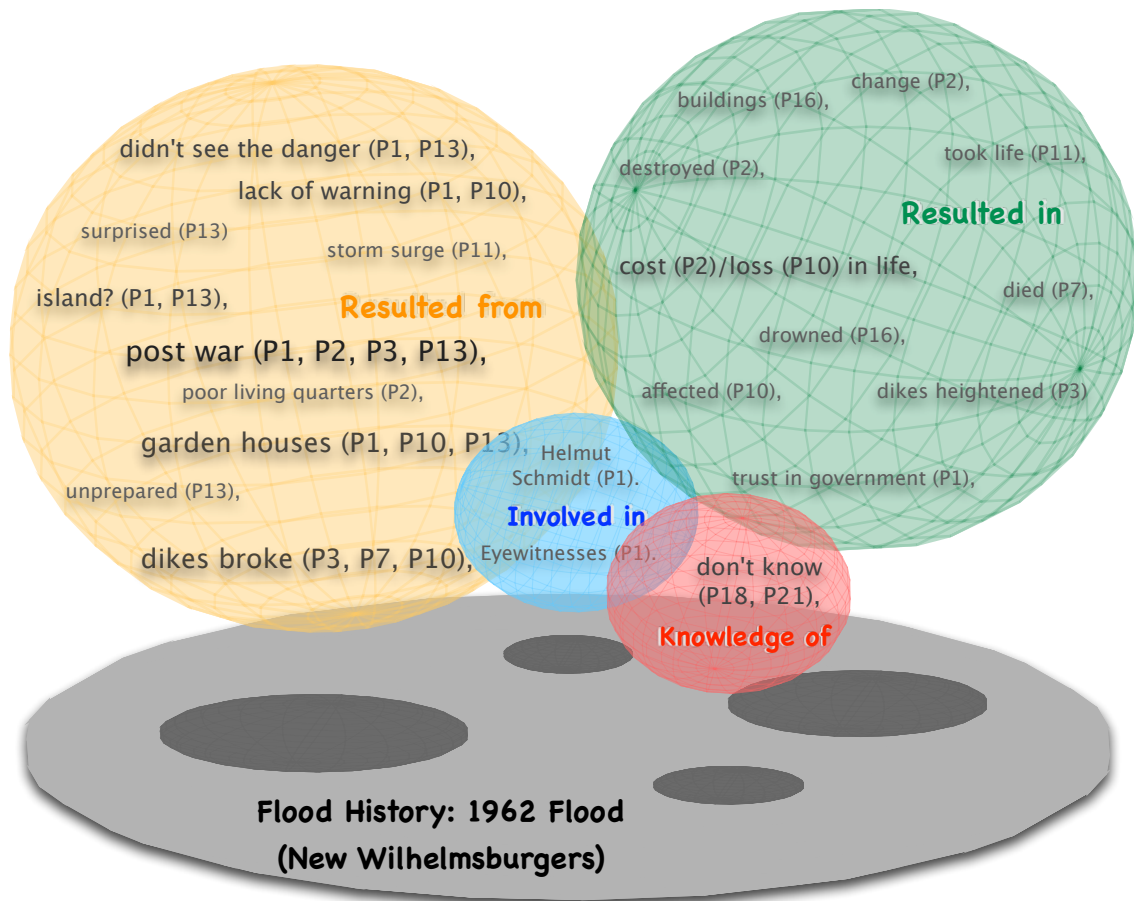 didn't see the danger (P1, P13),
lack of warning (P1, P10),
surprised (P13)
storm surge (P11),
island? (P1, P13),
Resulted from
post war (P1, P2, P3, P13),
poor living quarters (P2),
garden houses (P1, P10, P13),
unprepared (P13),
dikes broke (P3, P7, P10),
change (P2),
buildings (P16),
took life (P11),
destroyed (P2),
Resulted in
cost (P2)/loss (P10) in life,
died (P7),
drowned (P16),
affected (P10),
dikes heightened (P3)
trust in government (P1),
Helmut
Schmidt (P1).
Involved in
Eyewitnesses (P1).
don't know
(P18, P21),
Knowledge of
Flood History: 1962 Flood
(New Wilhelmsburgers)